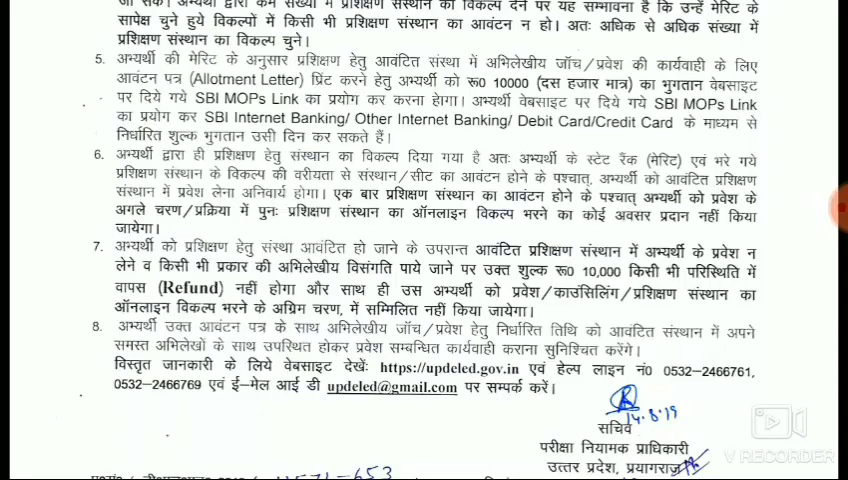 जा सके। अभ्यर्थी द्वारा कम संख्या में प्रशिक्षण संस्थान का विकल्प देने पर यह सम्भावना है कि उन्हें मेरिट के
सापेक्ष चुने हुये विकल्पों में किसी भी प्रशिक्षण संस्थान का आवंटन न हो। अतः अधिक से अधिक संख्या में
प्रशिक्षण संस्थान का विकल्प चुने।
5. अभ्यर्थी की मेरिट के अनुसार प्रशिक्षण हेतु आवंटित संस्था में अभिलेखीय जॉच/प्रवेश की कार्यवाही के लिए
आवंटन पत्र (Allotment Letter) प्रिंट करने हेतु अभ्यर्थी को रू0 10000 (दस हजार मात्र) का भुगतान वेबसाइट
पर दिये गये SBI MOPs Link का प्रयोग कर करना होगा। अभ्यर्थी वेबसाइट पर दिये गये SBI MOPs Link
का प्रयोग कर SBI Internet Banking/ Other Internet Banking/ Debit Card/Credit Card के माध्यम से
निर्धारित शुल्क भुगतान उसी दिन कर सकते हैं।
6. अभ्यर्थी द्वारा ही प्रशिक्षण हेतु संस्थान का विकल्प दिया गया है अतः अभ्यर्थी के स्टेट रैंक (मेरिट) एवं भरे गये
प्रशिक्षण संस्थान के विकल्प की वरीयता से संस्थान/सीट का आवंटन होने के पश्चात्, अभ्यर्थी को आवंटित प्रशिक्षण
संस्थान में प्रवेश लेना अनिवार्य होगा। एक बार प्रशिक्षण संस्थान का आवंटन होने के पश्चात् अभ्यर्थी को प्रवेश के
अगले चरण/प्रक्रिया में पुनः प्रशिक्षण संस्थान का ऑनलाइन विकल्प भरने का कोई अवसर प्रदान नहीं किया
जायेगा।
7. अभ्यर्थी को प्रशिक्षण हेतु संस्था आवंटित हो जाने के उपरान्त आवंटित प्रशिक्षण संस्थान में अभ्यर्थी के प्रवेश न
लेने व किसी भी प्रकार की अभिलेखीय विसंगति पाये जाने पर उक्त शुल्क रू0 10,000 किसी भी परिस्थिति में
वापस (Refund) नहीं होगा और साथ ही उस अभ्यर्थी को प्रवेश/काउंसिलिंग/प्रशिक्षण संस्थान का
ऑनलाइन विकल्प भरने के अग्रिम चरण, में सम्मिलित नहीं किया जायेगा।
8. अभ्यर्थी उक्त आवंटन पत्र के साथ अभिलेखीय जॉच/प्रवेश हेतु निर्धारित तिथि को आवंटित संस्थान में अपने
समस्त अभिलेखों के साथ उपस्थित होकर प्रवेश सम्बन्धित कार्यवाही कराना सुनिश्चित करेंगे।
विस्तृत जानकारी के लिये वेबसाइट देखेंः https://updeled.gov.in एवं हेल्प लाइन नं0 0532-2466761,
0532-2466769 एवं ई-मेल आई डी updeled@gmail.com पर सम्पर्क करें।
14.8.19
सचिव
परीक्षा नियामक प्राधिकारी
उत्तर प्रदेश, प्रयागराज
V RECORDER